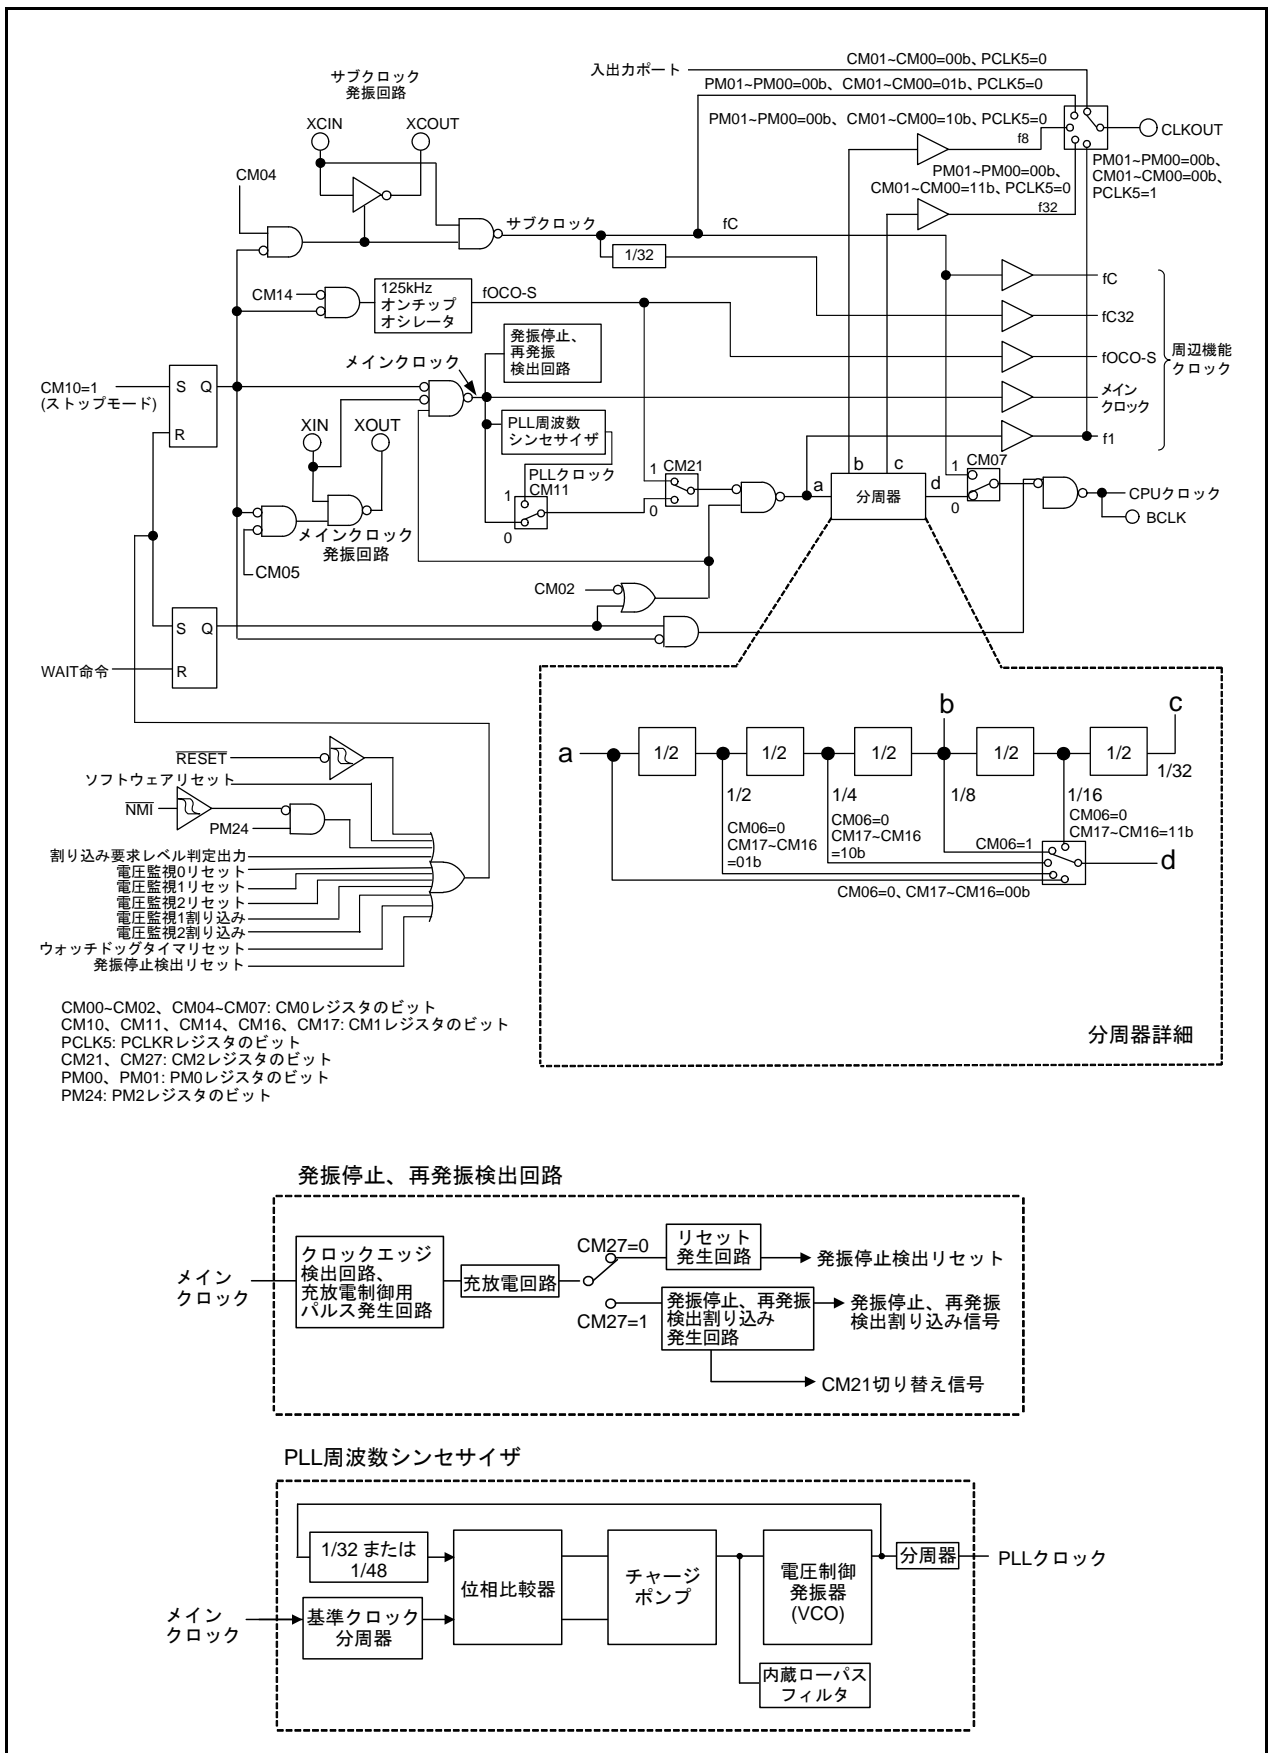 サブクロック
発振回路
XCIN
XCOUT
CM04
入出力ポート
CM01~CM00=00b、PCLK5=0
PM01~PM00=00b、 CM01~CM00=01b、PCLK5=0
PM01~PM00=00b、 CM01~CM00=10b、PCLK5=0
f8
CLKOUT
PM01~PM00=00b、
CM01~CM00=11b、PCLK5=0
f32
PM01~PM00=00b、
CM01~CM00=00b、
PCLK5=1
サブクロック
fC
1/32
fC
CM14
125kHz
オンチップ
オシレータ
fOCO-S
fC32
発振停止、
再発振
検出回路
fOCO-S
周辺機能
クロック
メインクロック
CM10=1
(ストップモード)
S Q
R
メイン
クロック
XIN
XOUT
PLL周波数
シンセサイザ
f1
PLLクロック
CM11
1
0
1
CM21
0
a
b
c
d
分周器
CM07
1
0
CPUクロック
BCLK
メインクロック
発振回路
CM05
CM02
S Q
R
WAIT命令
RESET
ソフトウェアリセット
NMI
PM24
割り込み要求レベル判定出力
電圧監視0リセット
電圧監視1リセット
電圧監視2リセット
電圧監視1割り込み
電圧監視2割り込み
ウォッチドッグタイマリセット
発振停止検出リセット
a
1/2
1/2
1/2
b
1/2
1/2
c
1/32
1/2
1/4
1/8
1/16
CM06=0
CM17~CM16
=01b
CM06=0
CM17~CM16
=10b
CM06=1
CM06=0
CM17~CM16=11b
d
CM06=0、CM17~CM16=00b
分周器詳細
CM00~CM02、CM04~CM07: CM0レジスタのビット
CM10、CM11、CM14、CM16、CM17: CM1レジスタのビット
PCLK5: PCLKRレジスタのビット
CM21、CM27: CM2レジスタのビット
PM00、PM01: PM0レジスタのビット
PM24: PM2レジスタのビット
発振停止、再発振検出回路
メイン
クロック
クロックエッジ
検出回路、
充放電制御用
パルス発生回路
充放電回路
CM27=0
リセット
発生回路
発振停止検出リセット
CM27=1
発振停止、再発振
検出割り込み
発生回路
発振停止、再発振
検出割り込み信号
CM21切り替え信号
PLL周波数シンセサイザ
1/32 または
1/48
メイン
クロック
基準クロック
分周器
位相比較器
チャージ
ポンプ
電圧制御
発振器
(VCO)
分周器
PLLクロック
内蔵ローパス
フィルタ